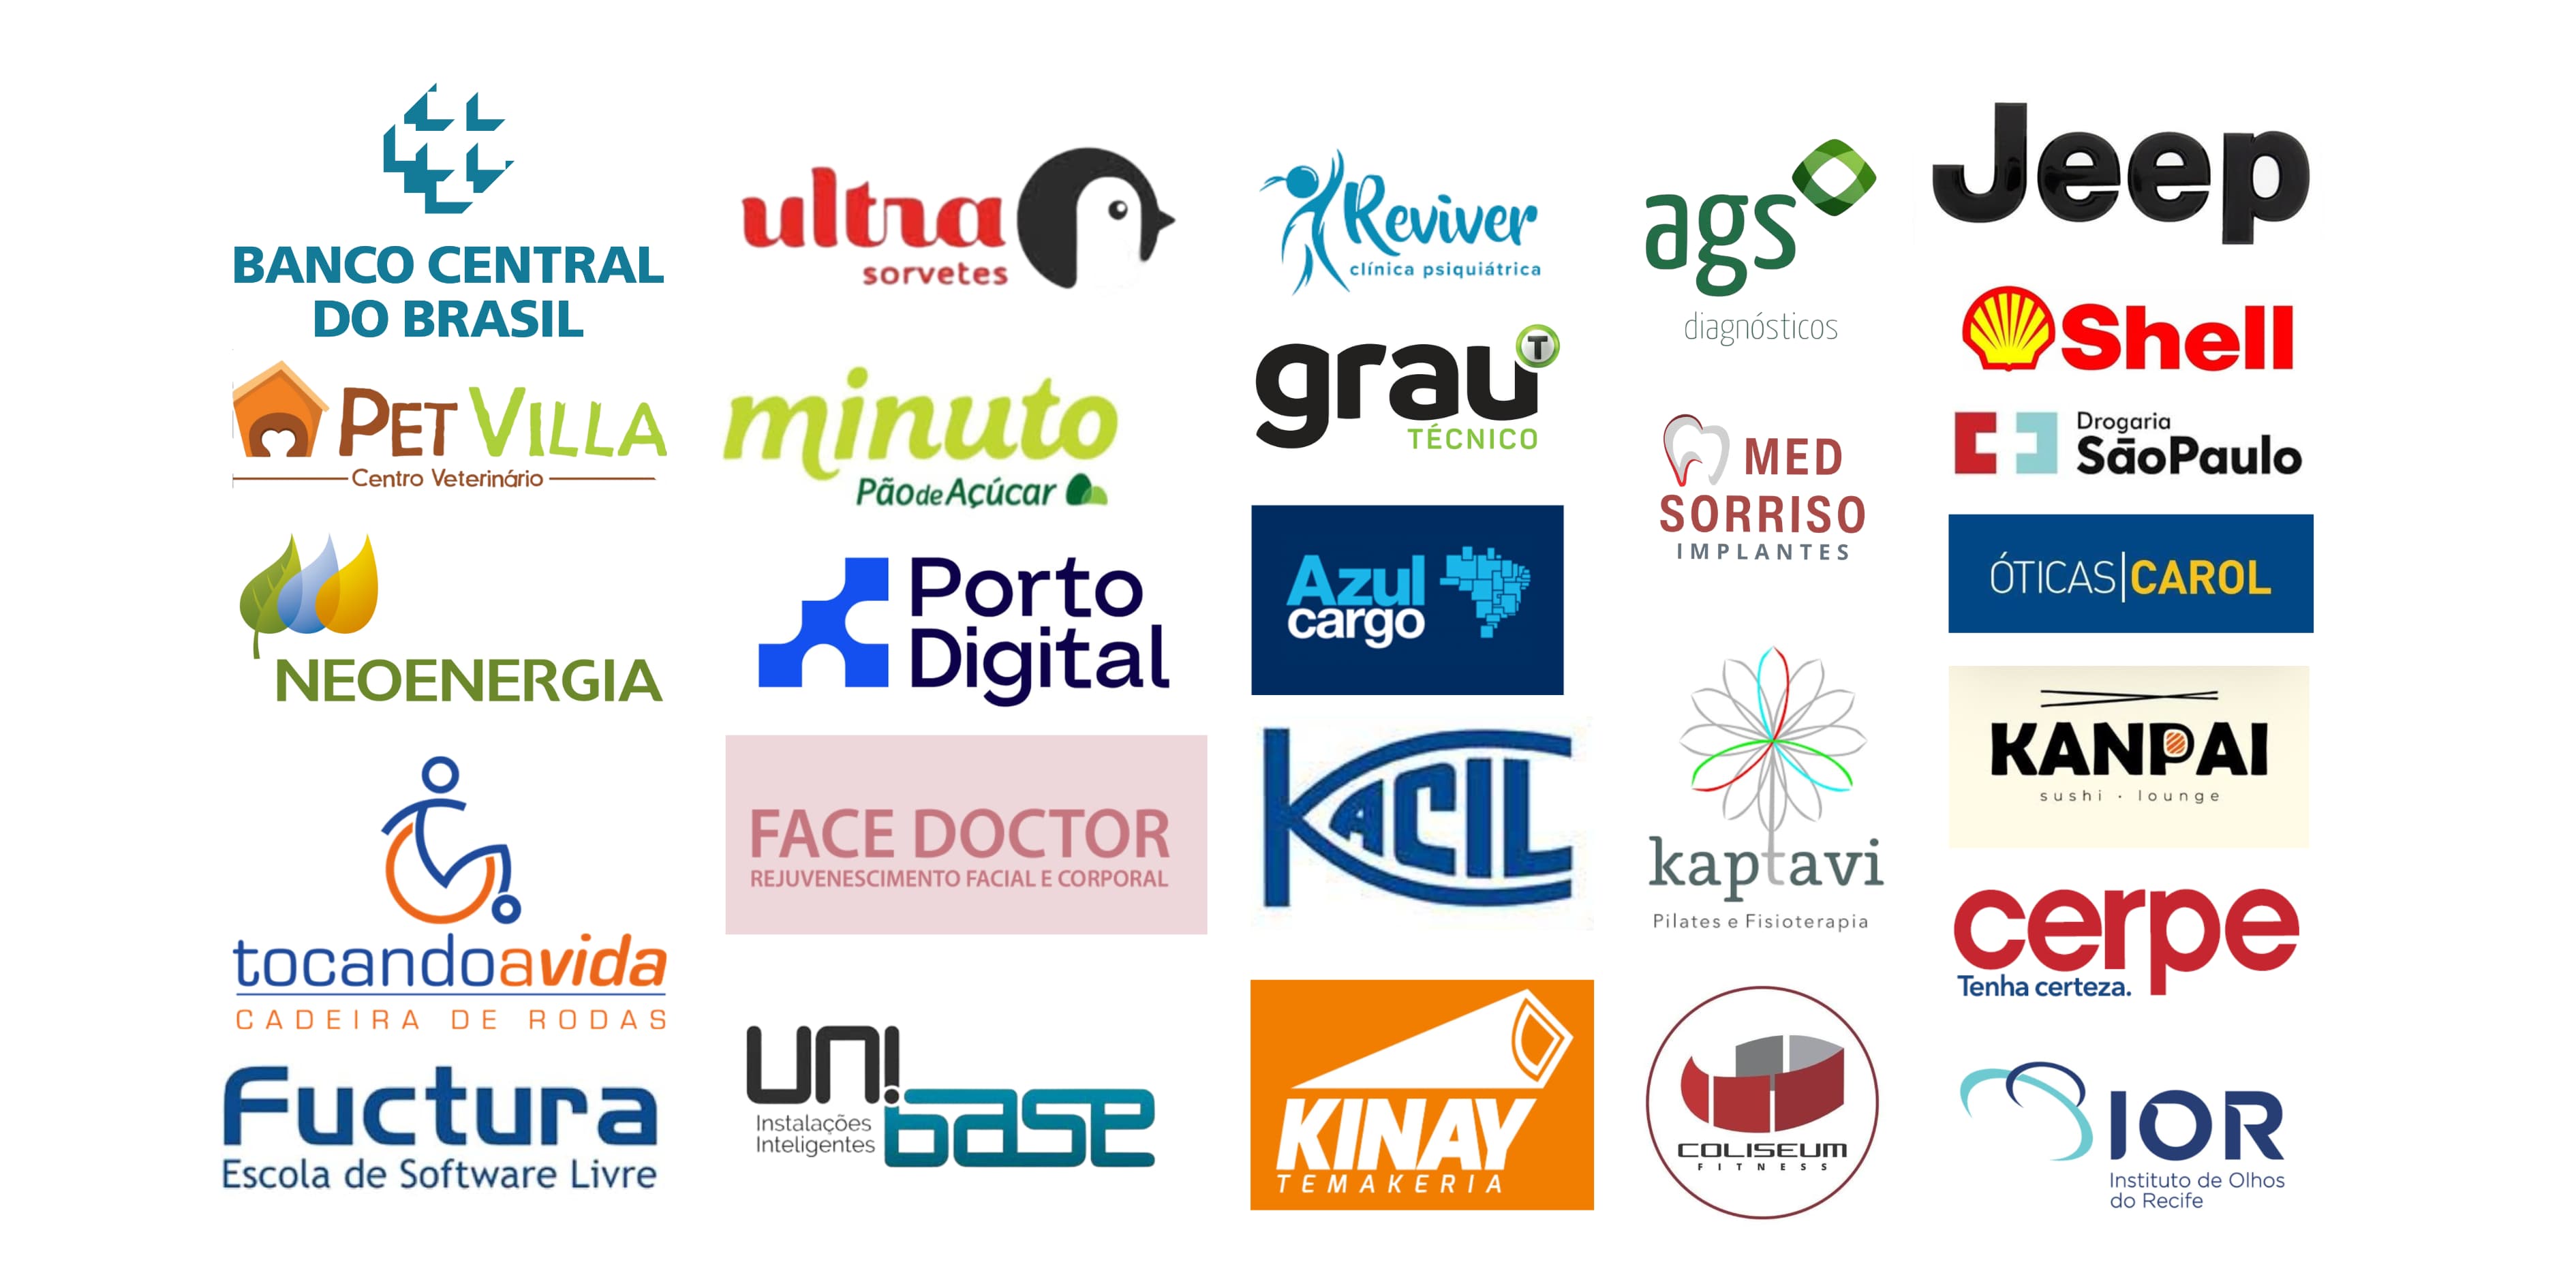 BANCO CENTRAL
DO BRASIL
PET VILLA
Centro Veterinário
NEOENERGIA
tocandoavida
CADEIRA DE RODAS
Fuctura
Escola de Software Livre
ultra
sorvetes
minuto
Pão de Açúcar
Porto
Digital
FACE DOCTOR
REJUVENESCIMENTO FACIAL E CORPORAL
UNI
Instalações
Inteligentes
base
Reviver
clínica psiquiátrica
grau T
TÉCNICO
Azul
cargo
KACIL
KINAY
TEMAKERIA
ags
diagnósticos
MED
SORRISO
IMPLANTES
kaptavi
Pilates e Fisioterapia
COLISEUM
FITNESS
Jeep
Shell
Drogaria
SãoPaulo
ÓTICAS|CAROL
KANPAI
sushi · lounge
cerpe
Tenha certeza.
IOR
Instituto de Olhos
do Recife